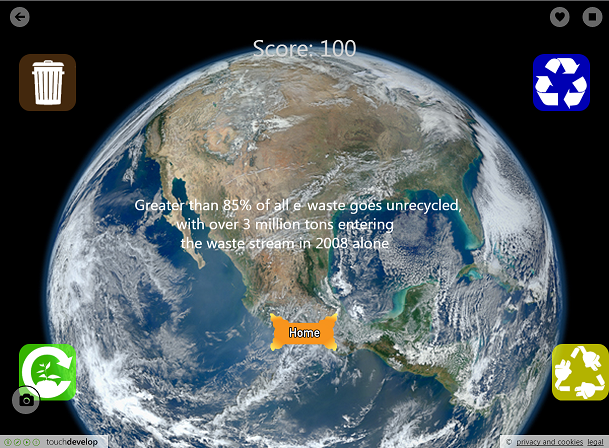 Score: 100
Greater than 85% of all e-waste goes unrecycled,
with over 3 million tons entering
the waste stream in 2008 alone
Home
touchdevelop
© privacy and cookies legal